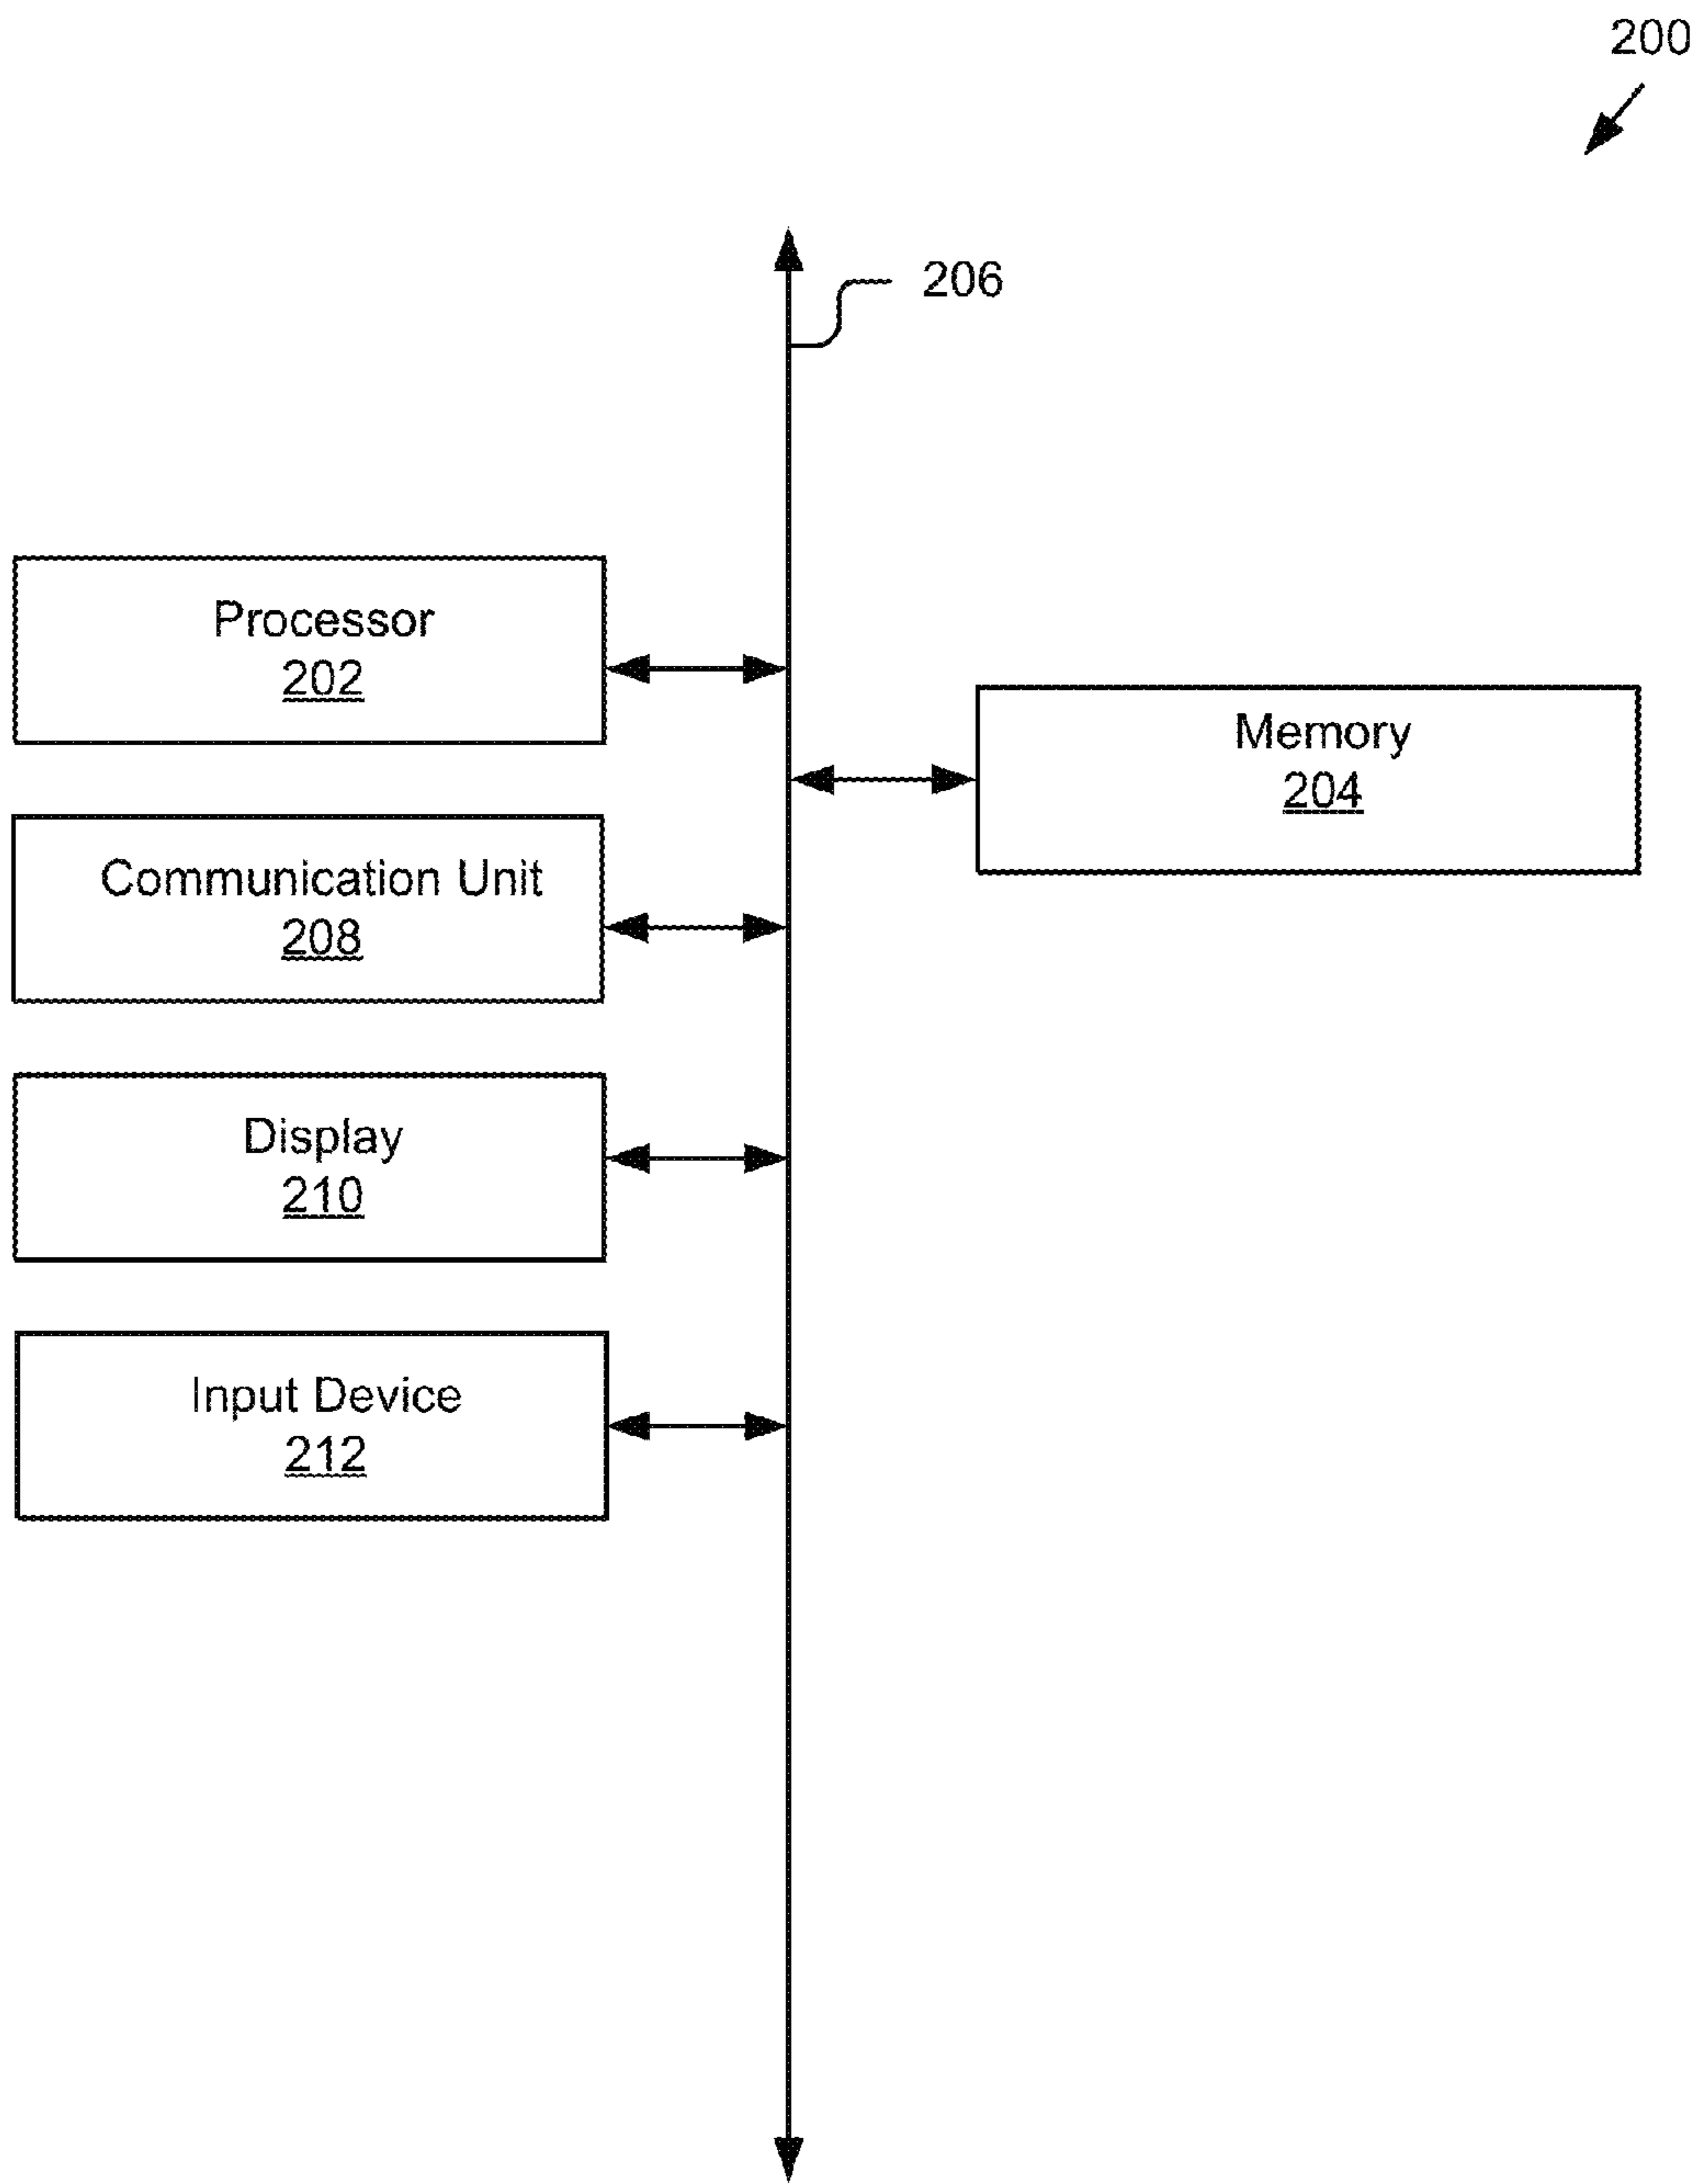 200
206
Processor
202
Memory
204
Communication Unit
208
Display
210
Input Device
212